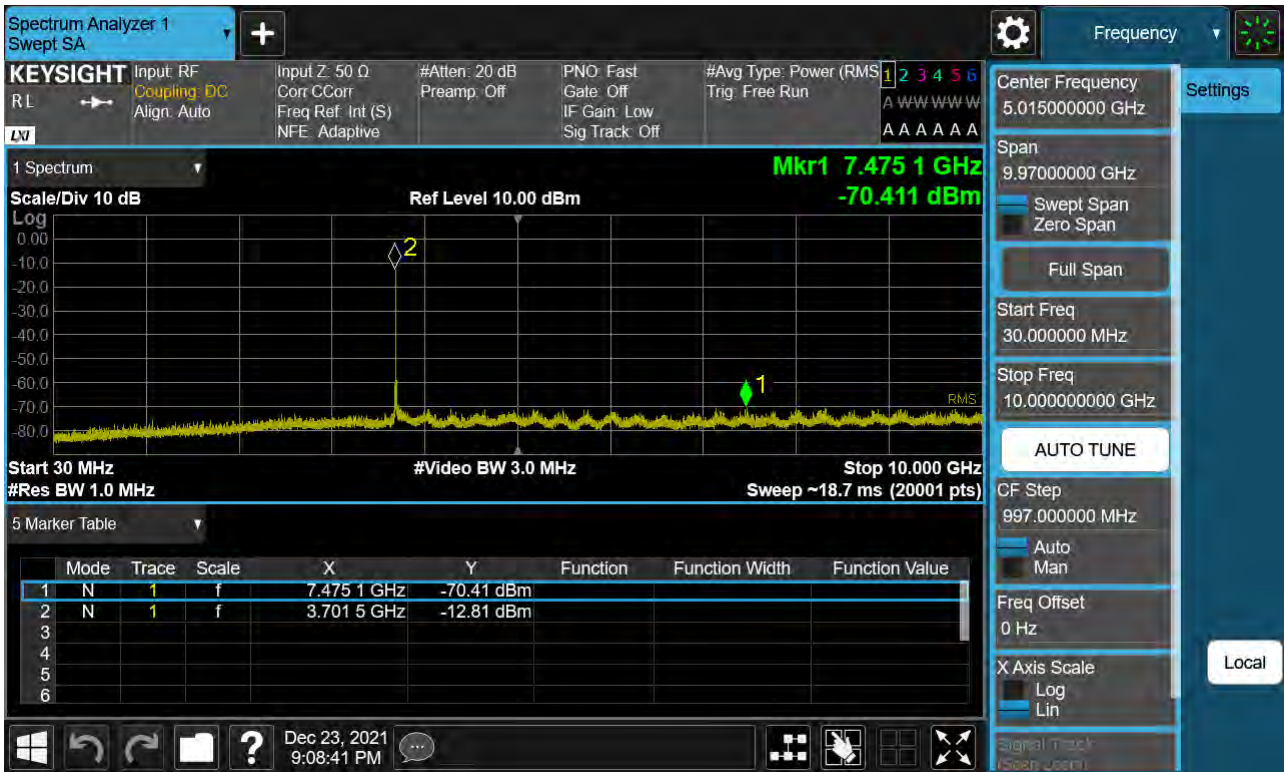 Spectrum Analyzer 1
Swept SA
+
Frequency
KEYSIGHT
RL
LXI
Input: RF
Coupling: DC
Align: Auto
Input Z: 50 Ω
Corr CCorr
Freq Ref: Int (S)
NFE: Adaptive
#Atten: 20 dB
Preamp: Off
PNO: Fast
Gate: Off
IF Gain: Low
Sig Track: Off
#Avg Type: Power (RMS
Trig: Free Run
1 2 3 4 5 6
A W W W W W
A A A A A A
1 Spectrum
Mkr1 7.475 1 GHz
Scale/Div 10 dB
Ref Level 10.00 dBm
-70.411 dBm
Log
0.00
-10.0
-20.0
-30.0
-40.0
-50.0
-60.0
-70.0
-80.0
2
1
RMS
Start 30 MHz
#Video BW 3.0 MHz
Stop 10.000 GHz
#Res BW 1.0 MHz
Sweep ~18.7 ms (20001 pts)
5 Marker Table
Mode Trace Scale X Y Function Function Width Function Value
1 N 1 f 7.475 1 GHz -70.41 dBm
2 N 1 f 3.701 5 GHz -12.81 dBm
3
4
5
6
Center Frequency
5.015000000 GHz
Settings
Span
9.97000000 GHz
Swept Span
Zero Span
Full Span
Start Freq
30.000000 MHz
Stop Freq
10.000000000 GHz
AUTO TUNE
CF Step
997.000000 MHz
Auto
Man
Freq Offset
0 Hz
X Axis Scale
Log
Lin
Signal Track
(Span Zoom)
Local
?
Dec 23, 2021
9:08:41 PM